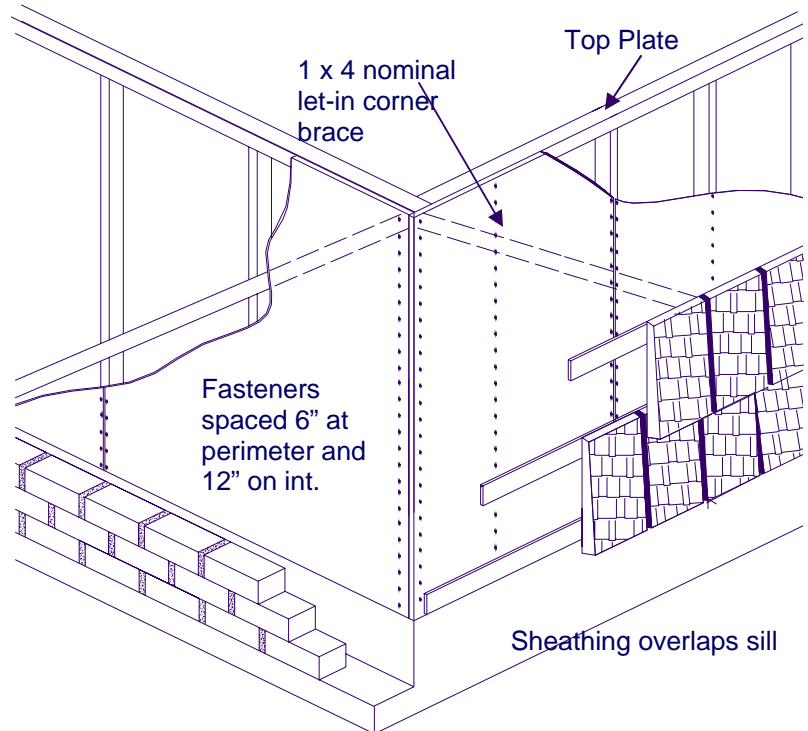 Top Plate
1 x 4 nominal
let-in corner
brace
Fasteners
spaced 6” at
perimeter and
12” on int.
Sheathing overlaps sill